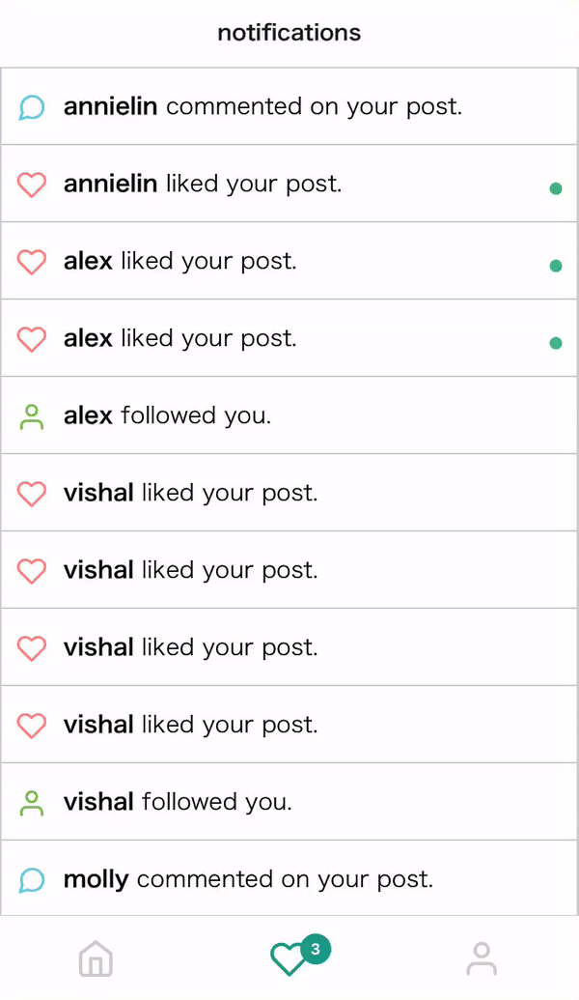 notifications
annielin commented on your post.
annielin liked your post.
alex liked your post.
alex liked your post.
alex followed you.
vishal liked your post.
vishal liked your post.
vishal liked your post.
vishal liked your post.
vishal followed you.
molly commented on your post.
3